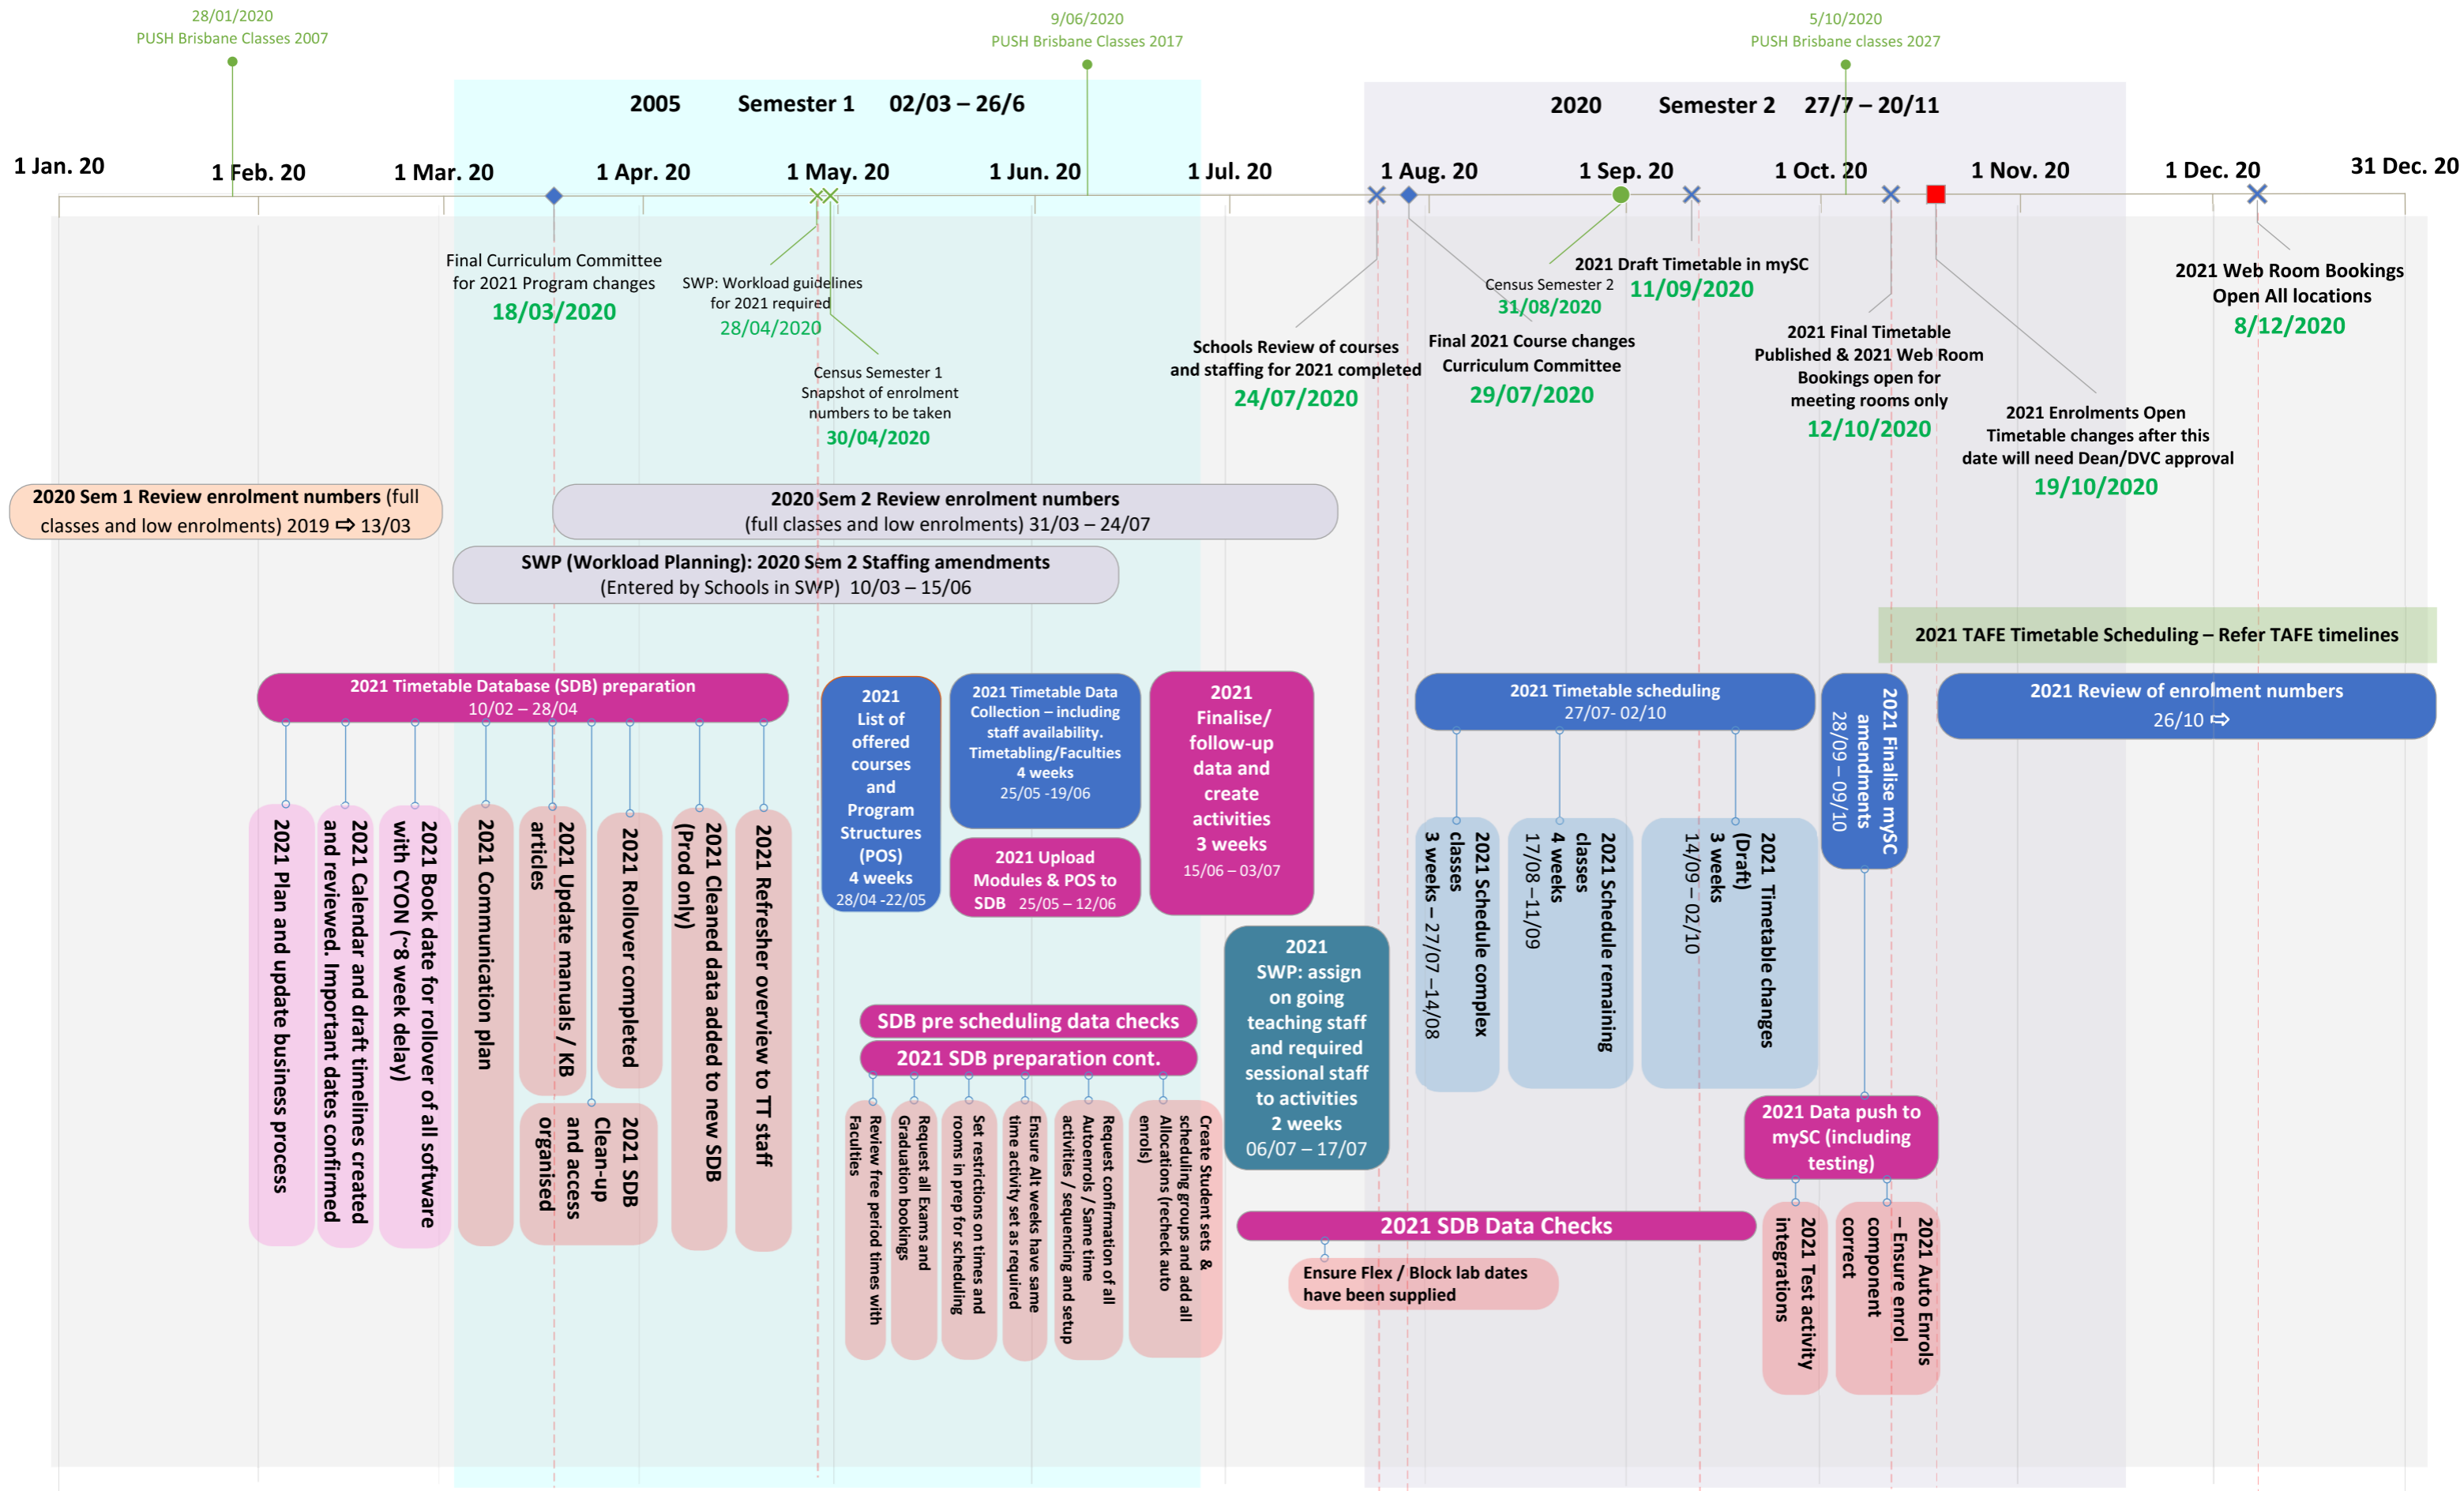 28/01/2020
PUSH Brisbane Classes 2007
9/06/2020
PUSH Brisbane Classes 2017
5/10/2020
PUSH Brisbane classes 2027
2005 Semester 1 02/03 – 26/6
2020 Semester 2 27/7 – 20/11
1 Jan. 20
1 Feb. 20
1 Mar. 20
1 Apr. 20
1 May. 20
1 Jun. 20
1 Jul. 20
1 Aug. 20
1 Sep. 20
1 Oct. 20
1 Nov. 20
1 Dec. 20
31 Dec. 20
Final Curriculum Committee
for 2021 Program changes
18/03/2020
SWP: Workload guidelines
for 2021 required
28/04/2020
Census Semester 1
Snapshot of enrolment
numbers to be taken
30/04/2020
Schools Review of courses
and staffing for 2021 completed
24/07/2020
Census Semester 2
31/08/2020
Final 2021 Course changes
Curriculum Committee
29/07/2020
2021 Draft Timetable in mySC
11/09/2020
2021 Final Timetable
Published & 2021 Web Room
Bookings open for
meeting rooms only
12/10/2020
2021 Enrolments Open
Timetable changes after this
date will need Dean/DVC approval
19/10/2020
2021 Web Room Bookings
Open All locations
8/12/2020
2020 Sem 1 Review enrolment numbers (full
classes and low enrolments) 2019 ⇨ 13/03
2020 Sem 2 Review enrolment numbers
(full classes and low enrolments) 31/03 – 24/07
SWP (Workload Planning): 2020 Sem 2 Staffing amendments
(Entered by Schools in SWP) 10/03 – 15/06
2021 TAFE Timetable Scheduling – Refer TAFE timelines
2021 Timetable Database (SDB) preparation
10/02 – 28/04
2021 Plan and update business process
2021 Calendar and draft timelines created
and reviewed. Important dates confirmed
2021 Book date for rollover of all software
with CYON (~8 week delay)
2021 Communication plan
2021 Update manuals / KB
articles
2021 SDB
Clean-up
and access
organised
2021 Rollover completed
2021 Cleaned data added to new SDB
(Prod only)
2021 Refresher overview to TT staff
2021
List of
offered
courses
and
Program
Structures
(POS)
4 weeks
28/04 -22/05
2021 Timetable Data
Collection – including
staff availability.
Timetabling/Faculties
4 weeks
25/05 -19/06
2021 Upload
Modules & POS to
SDB 25/05 – 12/06
2021
Finalise/
follow-up
data and
create
activities
3 weeks
15/06 – 03/07
SDB pre scheduling data checks
2021 SDB preparation cont.
Review free period times with
Faculties
Request all Exams and
Graduation bookings
Set restrictions on times and
rooms in prep for scheduling
Ensure Alt weeks have same
time activity set as required
Request confirmation of all
Autoenrols / Same time
activities / sequencing and setup
Create Student sets &
scheduling groups and add all
Allocations (recheck auto
enrols)
2021
SWP: assign
on going
teaching staff
and required
sessional staff
to activities
2 weeks
06/07 – 17/07
2021 Timetable scheduling
27/07- 02/10
2021 Schedule complex
classes
3 weeks – 27/07 –14/08
2021 Schedule remaining
classes
4 weeks
17/08 –11/09
2021 Timetable changes
(Draft)
3 weeks
14/09 – 02/10
2021 Finalise mySC
amendments
28/09 – 09/10
2021 Review of enrolment numbers
26/10 ⇨
2021 Data push to
mySC (including
testing)
2021 Test activity
integrations
2021 Auto Enrols
– Ensure enrol
component
correct
2021 SDB Data Checks
Ensure Flex / Block lab dates
have been supplied